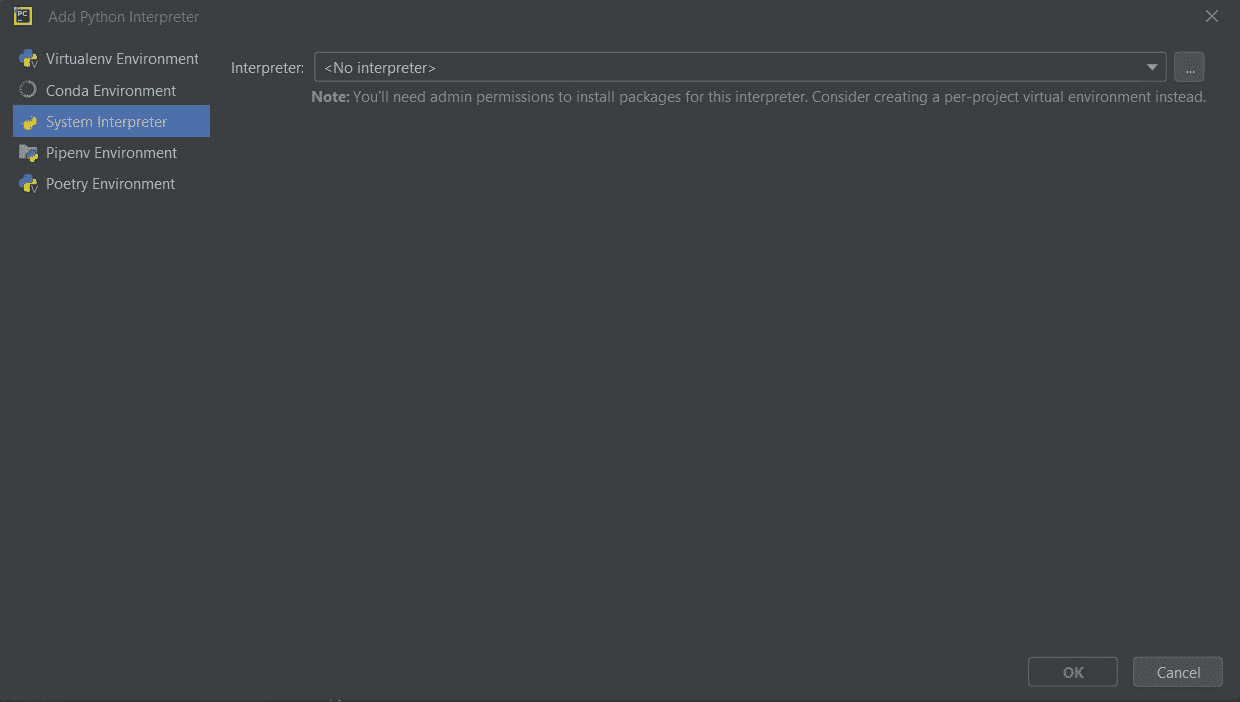 Add Python Interpreter
Virtualenv Environment
Conda Environment
System Interpreter
Pipenv Environment
Poetry Environment
Interpreter: <No interpreter> ...
Note: You'll need admin permissions to install packages for this interpreter. Consider creating a per-project virtual environment instead.
OK Cancel